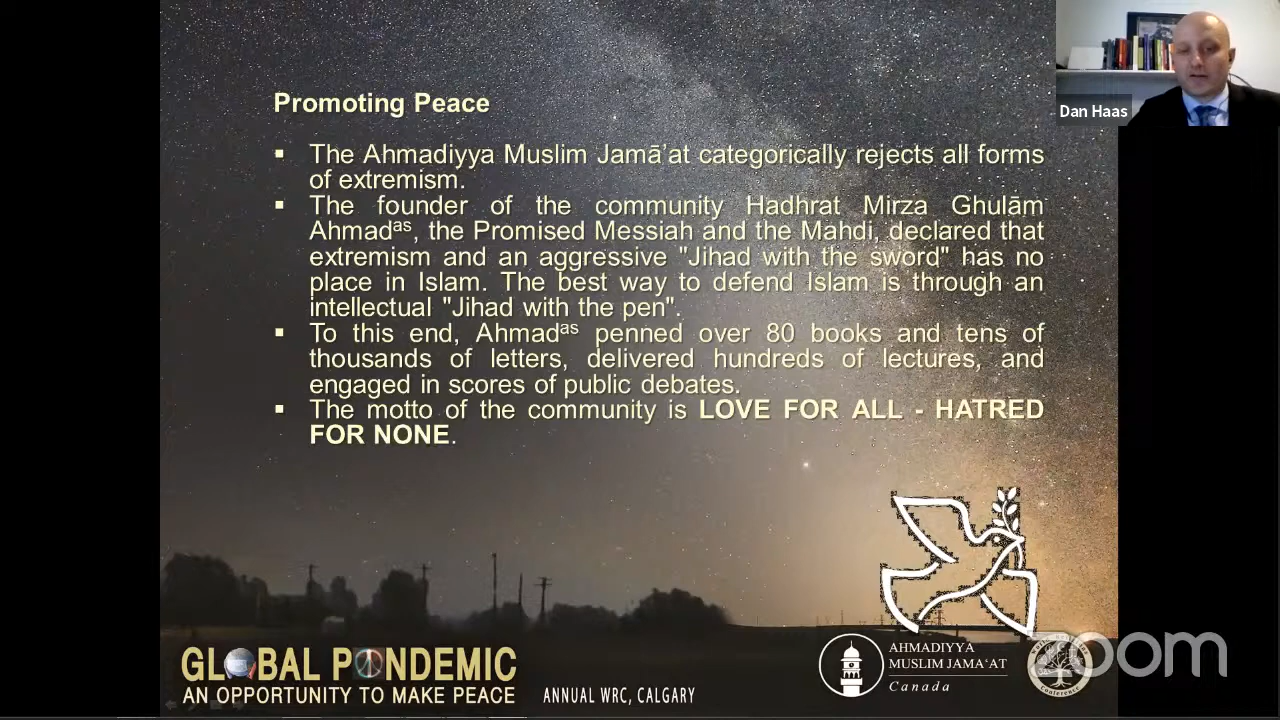 Promoting Peace
▪ The Ahmadiyya Muslim Jamā’at categorically rejects all forms
of extremism.
▪ The founder of the community Hadhrat Mirza Ghulām
Ahmadas, the Promised Messiah and the Mahdi, declared that
extremism and an aggressive "Jihad with the sword" has no
place in Islam. The best way to defend Islam is through an
intellectual "Jihad with the pen".
▪ To this end, Ahmadas penned over 80 books and tens of
thousands of letters, delivered hundreds of lectures, and
engaged in scores of public debates.
▪ The motto of the community is LOVE FOR ALL - HATRED
FOR NONE.
Dan Haas
GLOBAL PANDEMIC
AN OPPORTUNITY TO MAKE PEACE
ANNUAL WRC, CALGARY
AHMADIYYA
MUSLIM JAMA‘AT
Canada
conference
zoom